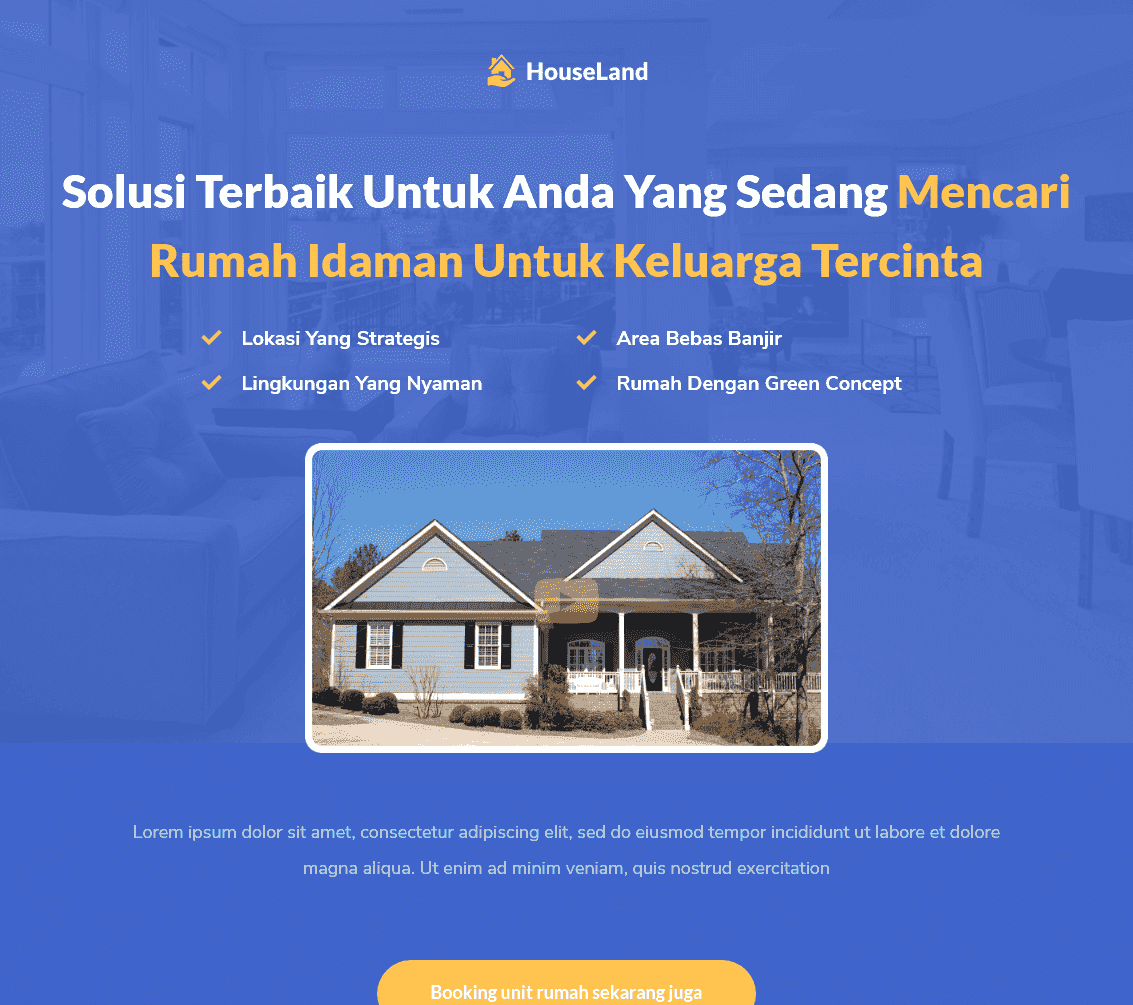 HouseLand
Solusi Terbaik Untuk Anda Yang Sedang Mencari
Rumah Idaman Untuk Keluarga Tercinta
Lokasi Yang Strategis
Area Bebas Banjir
Lingkungan Yang Nyaman
Rumah Dengan Green Concept
Lorem ipsum dolor sit amet, consectetur adipiscing elit, sed do eiusmod tempor incididunt ut labore et dolore
magna aliqua. Ut enim ad minim veniam, quis nostrud exercitation
Booking unit rumah sekarang juga